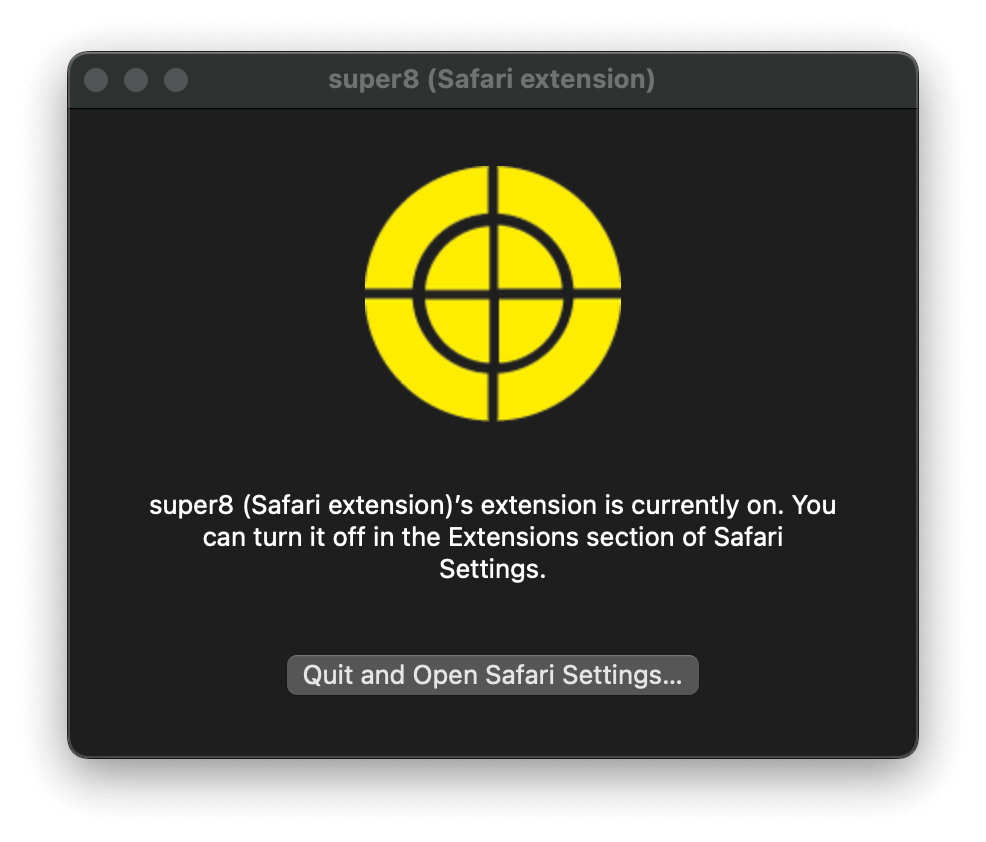 super8 (Safari extension)
super8 (Safari extension)’s extension is currently on. You
can turn it off in the Extensions section of Safari
Settings.
Quit and Open Safari Settings…